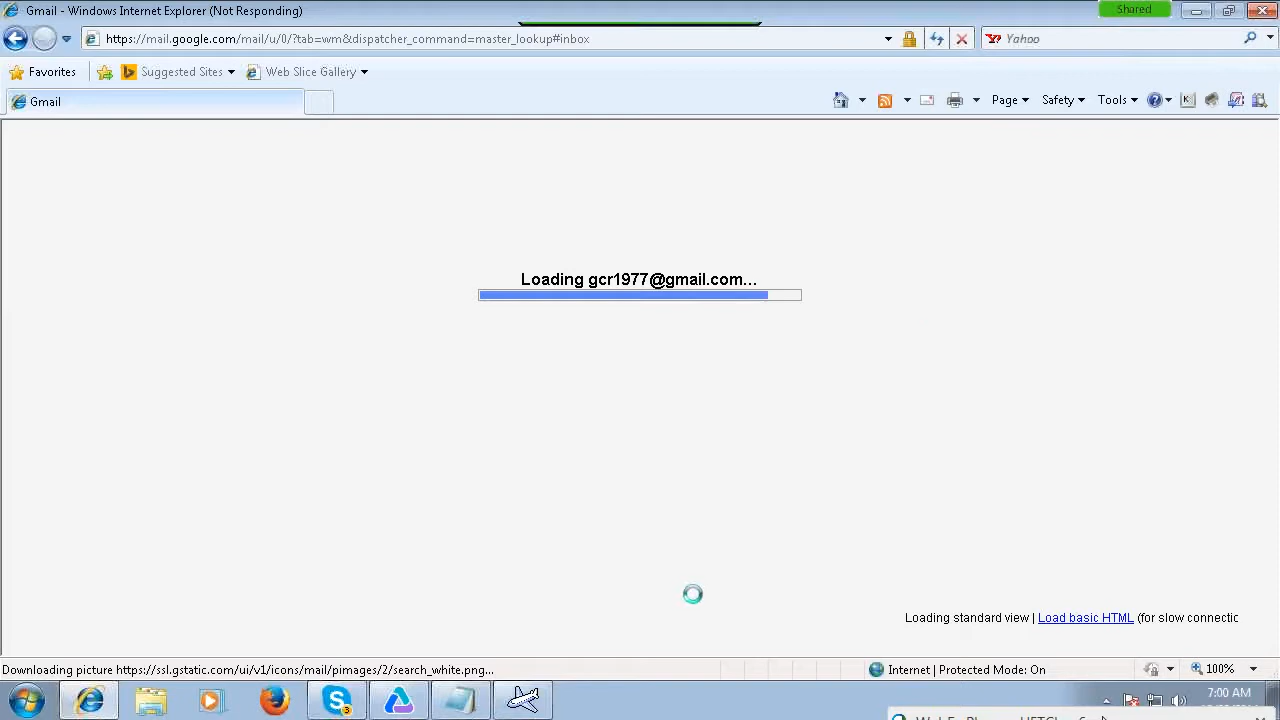 Gmail - Windows Internet Explorer (Not Responding)
Shared
https://mail.google.com/mail/u/0/?tab=wm&dispatcher_command=master_lookup#inbox
Yahoo
Favorites
Suggested Sites
Web Slice Gallery
Gmail
Page
Safety
Tools
Loading gcr1977@gmail.com...
Loading standard view | Load basic HTML (for slow connectic
Downloading picture https://ssl.gstatic.com/ui/v1/icons/mail/pimages/2/search_white.png...
Internet | Protected Mode: On
100%
3
7:00 AM